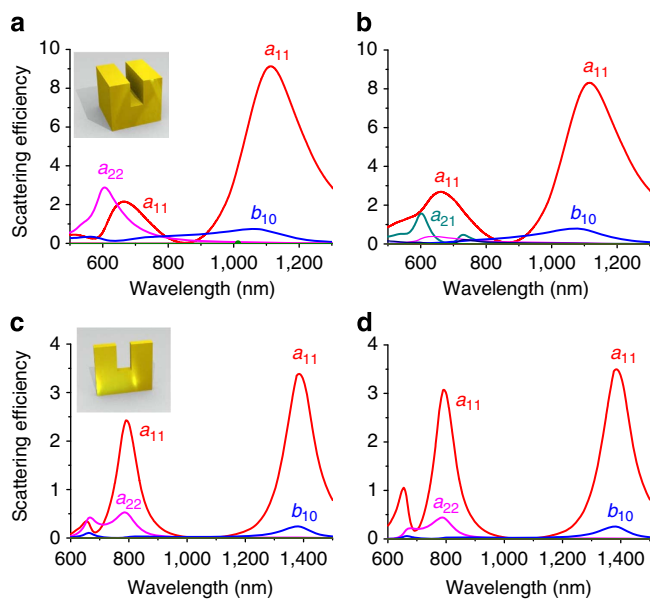 a
b
10
8
6
4
2
0
Scattering efficiency
a22
a11
a11
b10
600
800
1,000
1,200
Wavelength (nm)
10
8
6
4
2
0
a11
a21
a11
b10
600
800
1,000
1,200
Wavelength (nm)
c
d
4
3
2
1
0
Scattering efficiency
a11
a22
a11
b10
600
800
1,000
1,200
1,400
Wavelength (nm)
4
3
2
1
0
a11
a22
a11
b10
600
800
1,000
1,200
1,400
Wavelength (nm)